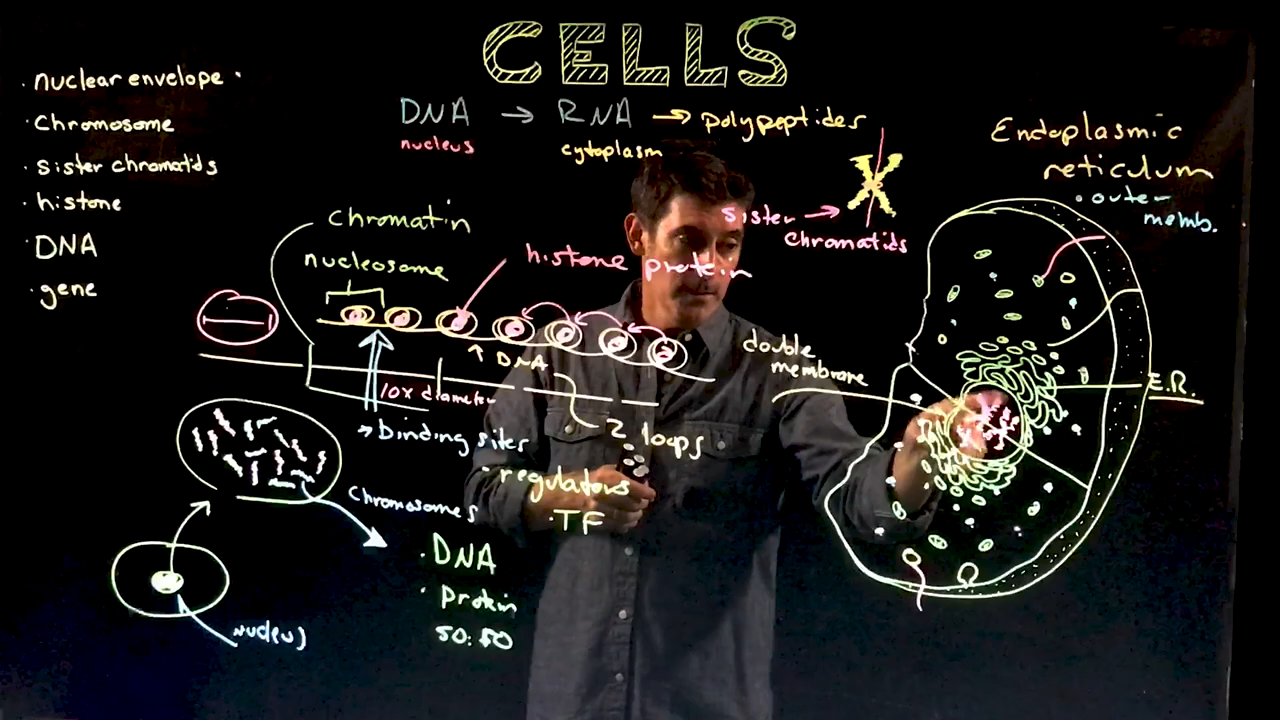 CELLS
· nuclear envelope ·
· Chromosome
· Sister chromatids
· histone
· DNA
· gene
DNA → RNA → polypeptides
nucleus
cytoplasm
Sister →
chromatids
Endoplasmic
reticulum
· outer
memb.
chromatin
nucleosome
histone protein
↑ DNA
10x diameter
→ binding sites
2 loops
· regulators
· TF
double
membrane
E.R.
Chromosomes
· DNA
· Protein
50:50
nucleus